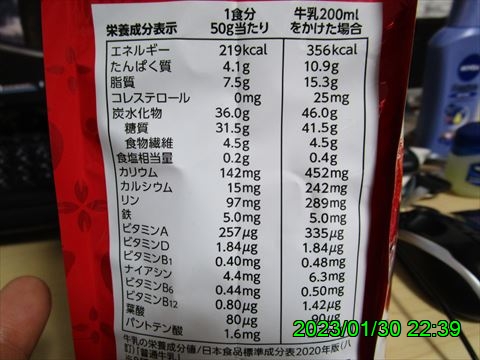 栄養成分表示 1食分 50g当たり 牛乳200ml をかけた場合
エネルギー 219kcal 356kcal
たんぱく質 4.1g 10.9g
脂質 7.5g 15.3g
コレステロール 0mg 25mg
炭水化物 36.0g 46.0g
糖質 31.5g 41.5g
食物繊維 4.5g 4.5g
食塩相当量 0.2g 0.4g
カリウム 142mg 452mg
カルシウム 15mg 242mg
リン 97mg 289mg
鉄 5.0mg 5.0mg
ビタミンA 257μg 335μg
ビタミンD 1.84μg 1.84μg
ビタミンB1 0.40mg 0.48mg
ナイアシン 4.4mg 6.3mg
ビタミンB6 0.44mg 0.50mg
ビタミンB12 0.80μg 1.42μg
葉酸 80μg 90μg
パントテン酸 1.6mg
牛乳の栄養成分値/日本食品標準成分表2020年版(八
訂)「普通牛乳」
2023/01/30 22:39
NIVEA